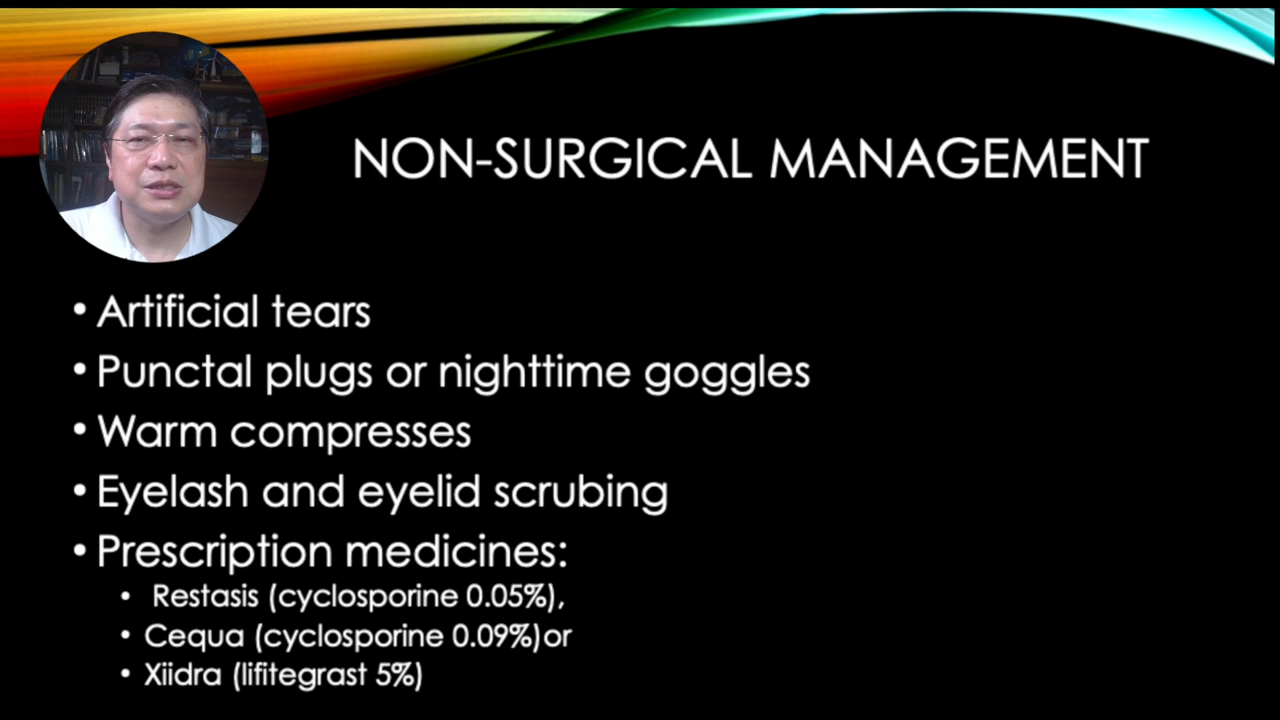 NON-SURGICAL MANAGEMENT
• Artificial tears
• Punctal plugs or nighttime goggles
• Warm compresses
• Eyelash and eyelid scrubing
• Prescription medicines:
• Restasis (cyclosporine 0.05%),
• Cequa (cyclosporine 0.09%)or
• Xiidra (lifitegrast 5%)